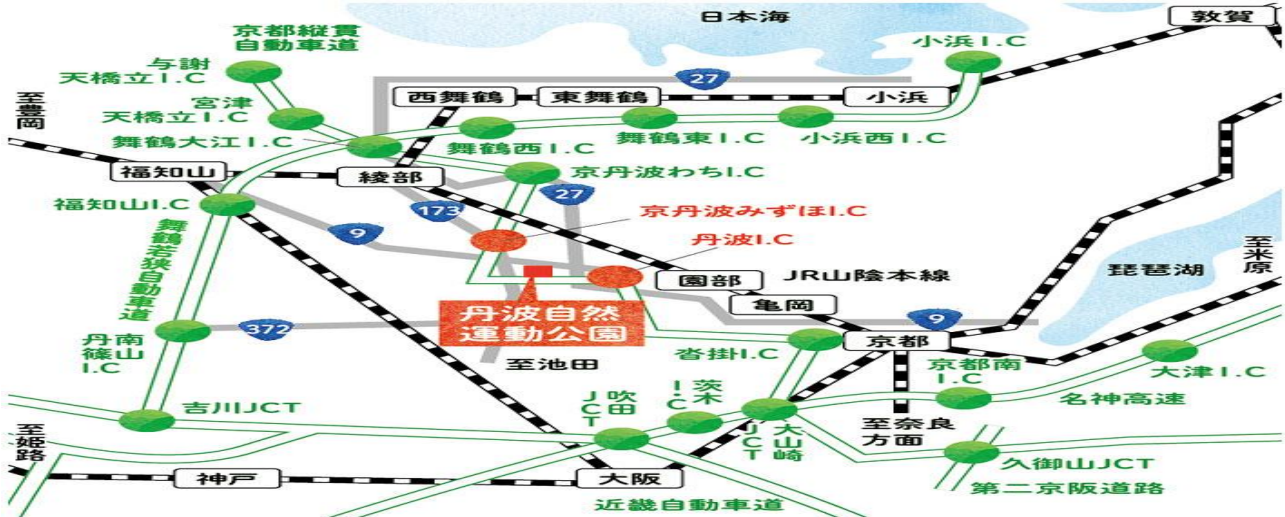 日本海
敦賀
京都縦貫
自動車道
小浜I.C
与謝
天橋立I.C
27
至豊岡
西舞鶴
東舞鶴
小浜
宮津
天橋立I.C
舞鶴大江I.C
舞鶴西I.C
舞鶴東I.C
小浜西I.C
福知山
綾部
京丹波わちI.C
27
福知山I.C
173
京丹波みずほI.C
9
丹波I.C
舞鶴若狭自動車道
至米原
琵琶湖
園部
JR山陰本線
亀岡
丹波自然
運動公園
372
9
丹南
篠山
I.C
至池田
沓掛I.C
京都
京都南
I.C
大津I.C
吉川JCT
吹田
JCT
茨木
I.C
大山崎
JCT
至奈良
方面
名神高速
至姫路
神戸
大阪
久御山JCT
第二京阪道路
近畿自動車道